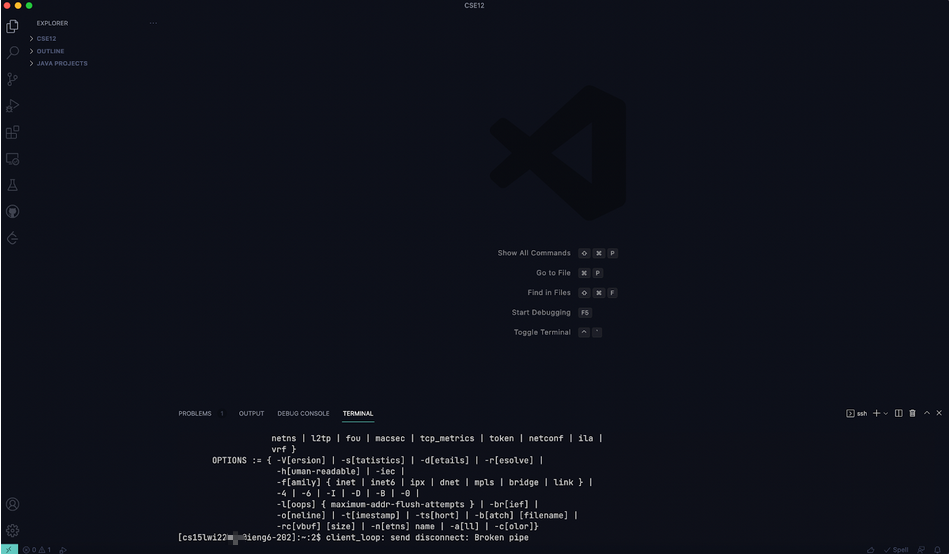 CSE12
EXPLORER ...
CSE12
OUTLINE
JAVA PROJECTS
Show All Commands ⇧ ⌘ P
Go to File ⌘ P
Find in Files ⇧ ⌘ F
Start Debugging F5
Toggle Terminal ^ `
PROBLEMS 1 OUTPUT DEBUG CONSOLE TERMINAL ssh
netns | l2tp | fou | macsec | tcp_metrics | token | netconf | ila |
vrf }
OPTIONS := { -V[ersion] | -s[tatistics] | -d[etails] | -r[esolve] |
-h[uman-readable] | -iec |
-f[amily] { inet | inet6 | ipx | dnet | mpls | bridge | link } |
-4 | -6 | -I | -D | -B | -0 |
-l[oops] { maximum-addr-flush-attempts } | -br[ief] |
-o[neline] | -t[imestamp] | -ts[hort] | -b[atch] [filename] |
-rc[vbuf] [size] | -n[etns] name | -a[ll] | -c[olor]}
[cs15lwi22 ieng6-202]:~:2$ client_loop: send disconnect: Broken pipe
0 1 Spell